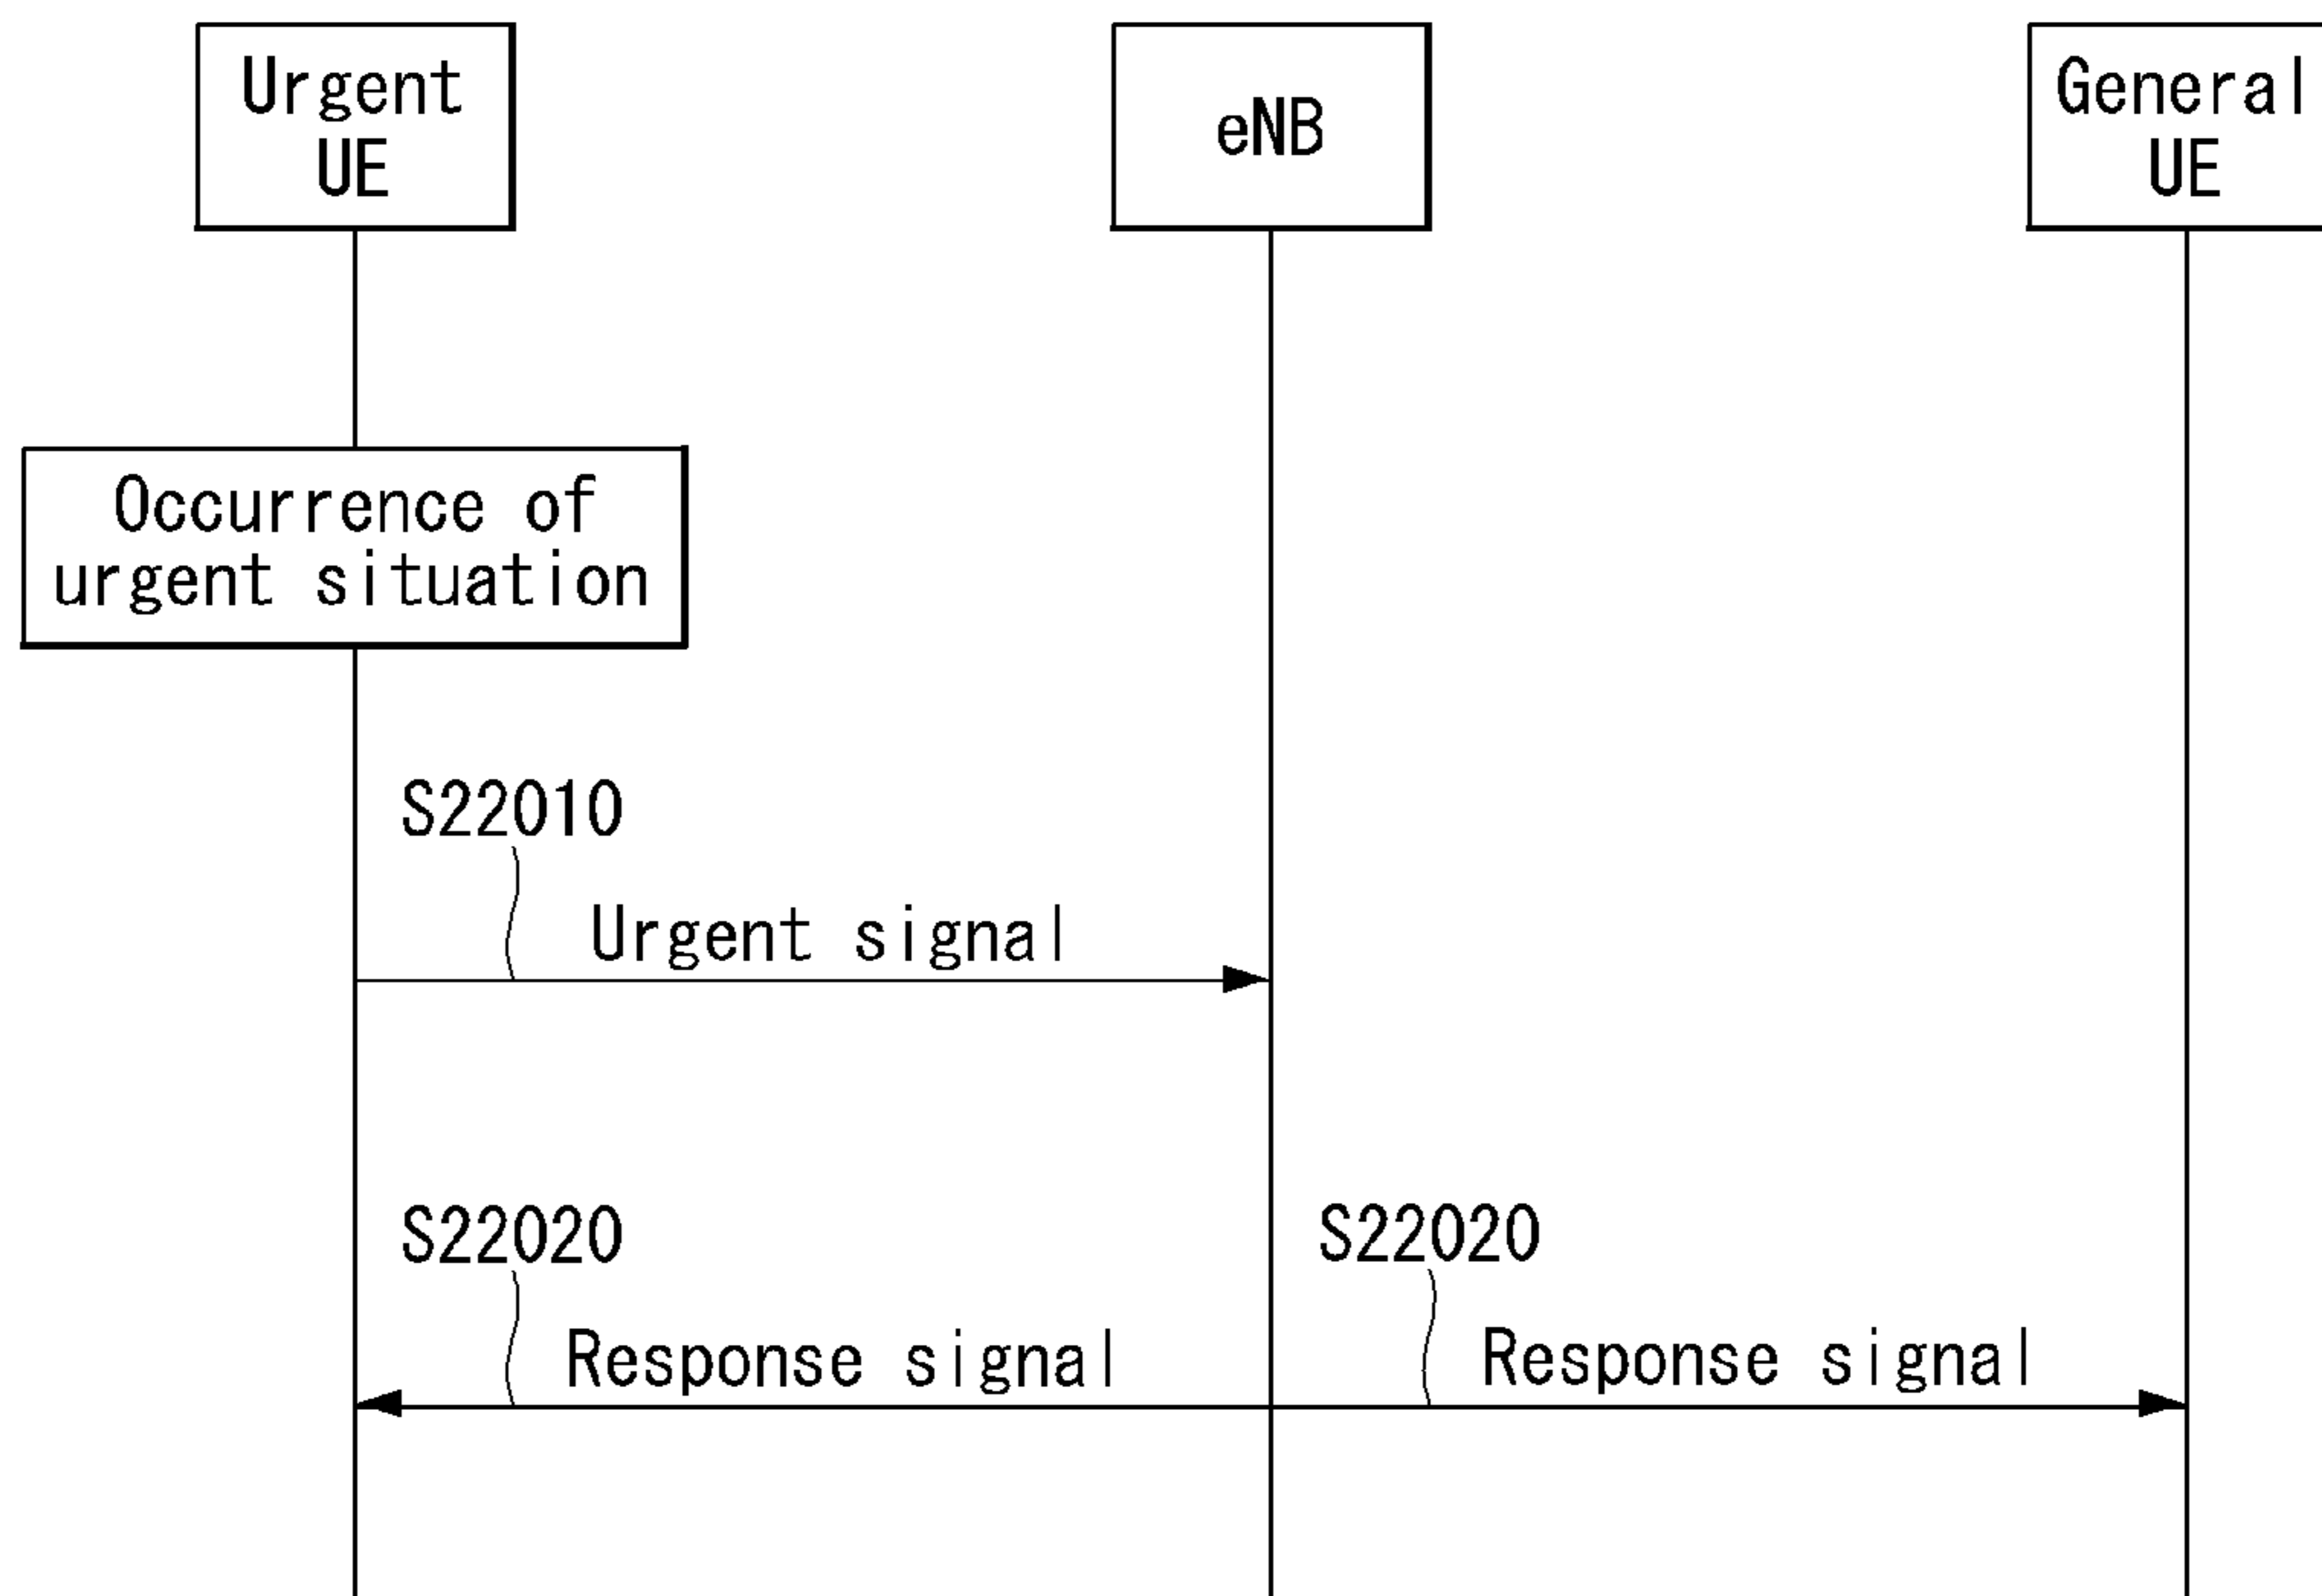 Urgent
UE
eNB
General
UE
Occurrence of
urgent situation
S22010
Urgent signal
S22020
S22020
Response signal
Response signal